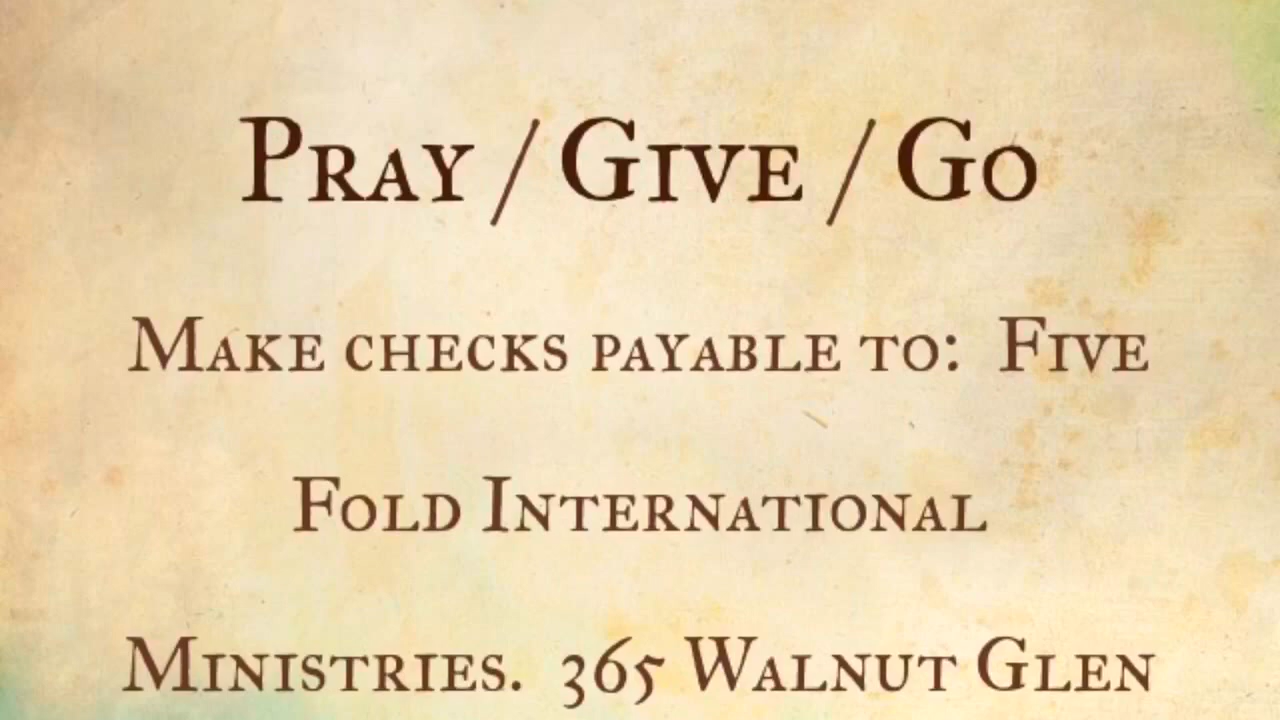 Pray / Give / Go
Make checks payable to: Five
Fold International
Ministries. 365 Walnut Glen